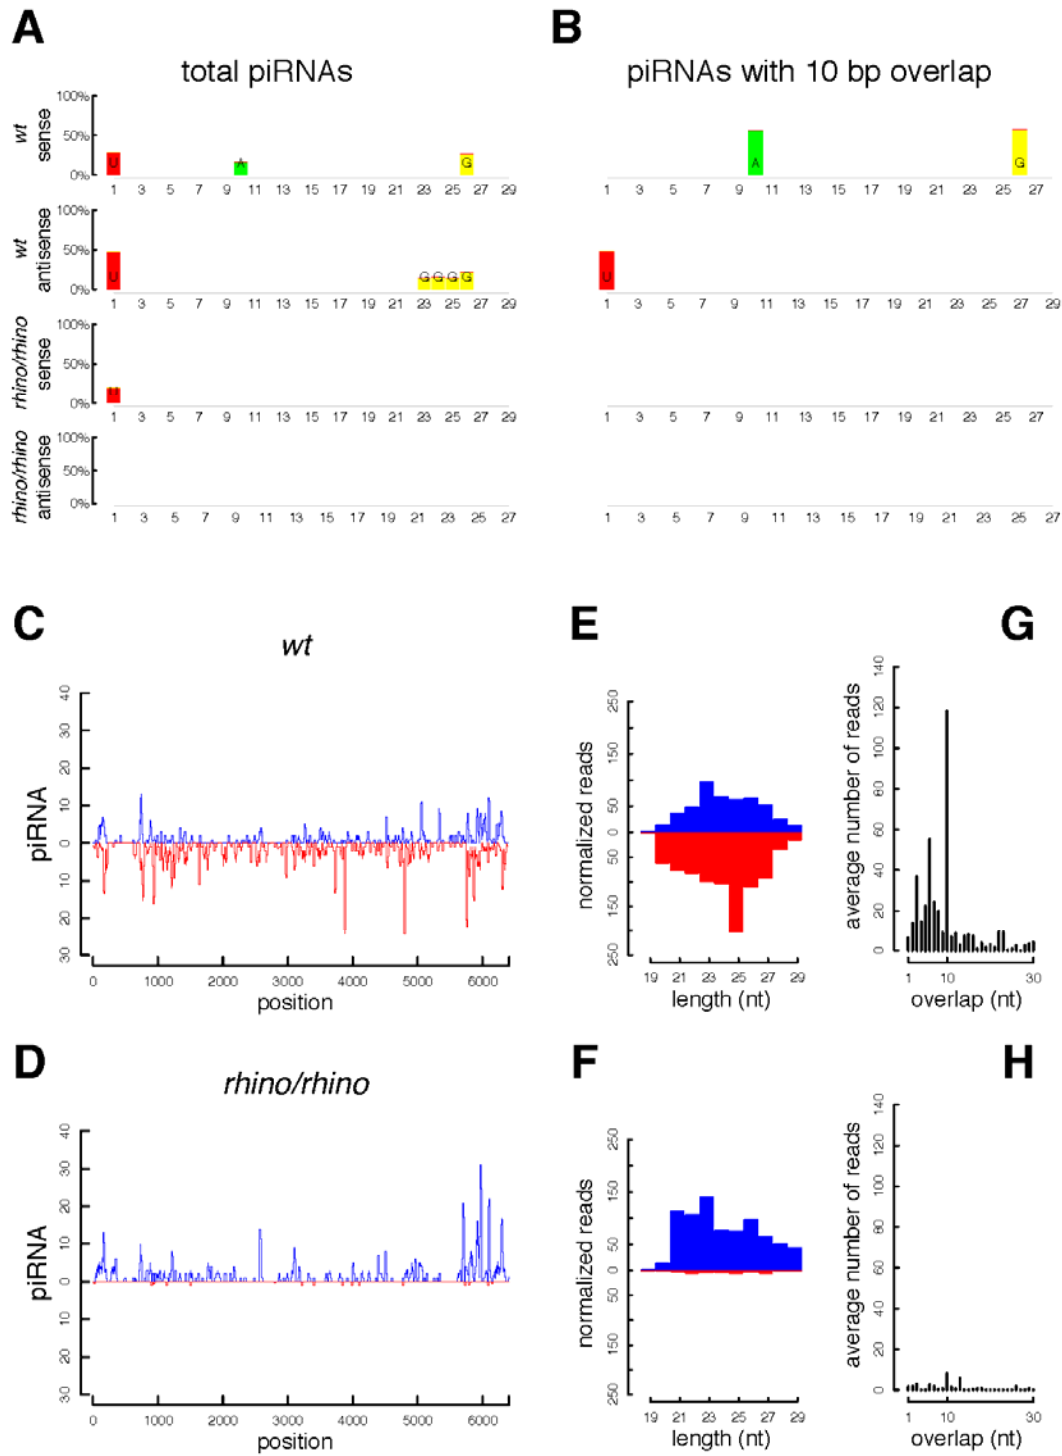 A
B
total piRNAs
piRNAs with 10 bp overlap
wt
sense
100%
50%
0%
U
A
G
1 3 5 7 9 11 13 15 17 19 21 23 25 27 29
A
G
1 3 5 7 9 11 13 15 17 19 21 23 25 27 29
wt
antisense
100%
50%
0%
U
G G G G
1 3 5 7 9 11 13 15 17 19 21 23 25 27 29
U
1 3 5 7 9 11 13 15 17 19 21 23 25 27 29
rhino/rhino
sense
100%
50%
0%
U
1 3 5 7 9 11 13 15 17 19 21 23 25 27 29
1 3 5 7 9 11 13 15 17 19 21 23 25 27
rhino/rhino
antisense
100%
50%
0%
1 3 5 7 9 11 13 15 17 19 21 23 25 27
1 3 5 7 9 11 13 15 17 19 21 23 25 27
C
wt
piRNA
40
30
20
10
0
10
20
30
0 1000 2000 3000 4000 5000 6000
position
E
normalized reads
250
150
50
0
50
150
250
19 21 23 25 27 29
length (nt)
G
average number of reads
140
120
100
80
60
40
20
0
1 10 30
overlap (nt)
D
rhino/rhino
piRNA
40
30
20
10
0
10
20
30
0 1000 2000 3000 4000 5000 6000
position
F
normalized reads
250
150
50
0
50
150
250
19 21 23 25 27 29
length (nt)
H
average number of reads
140
120
100
80
60
40
20
0
1 10 30
overlap (nt)